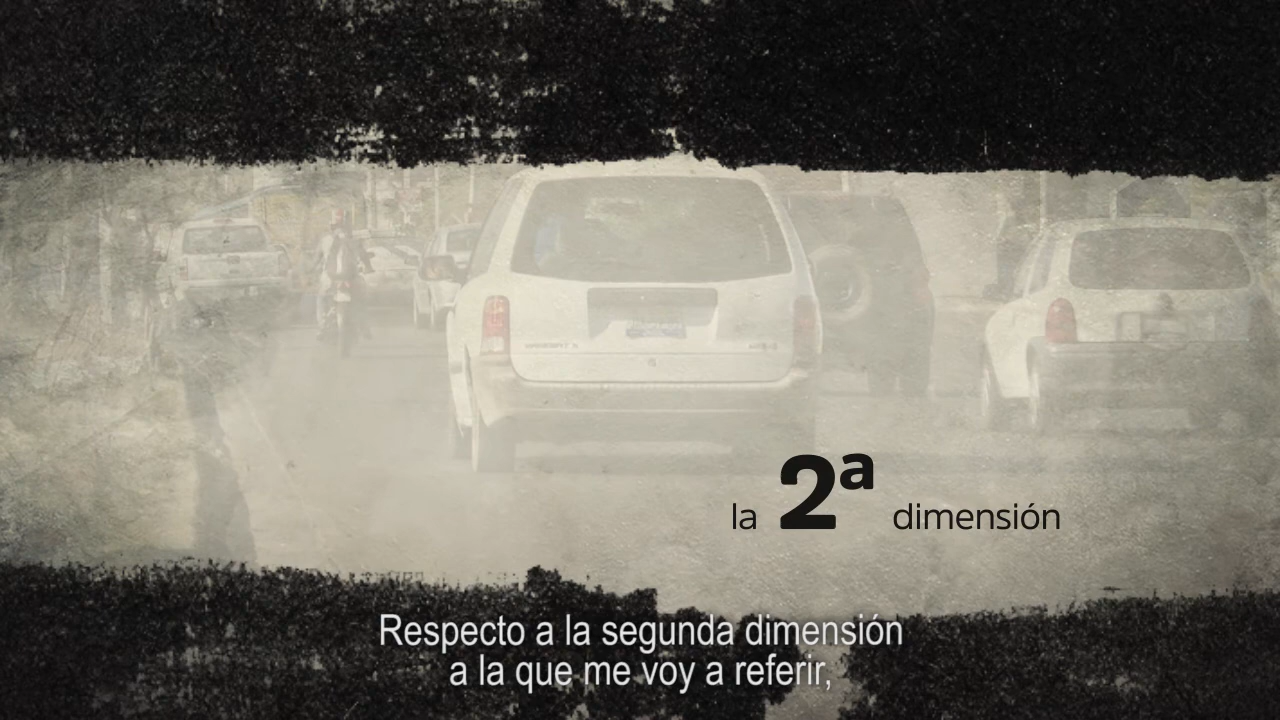 la 2ª dimensión
Respecto a la segunda dimensión
a la que me voy a referir,